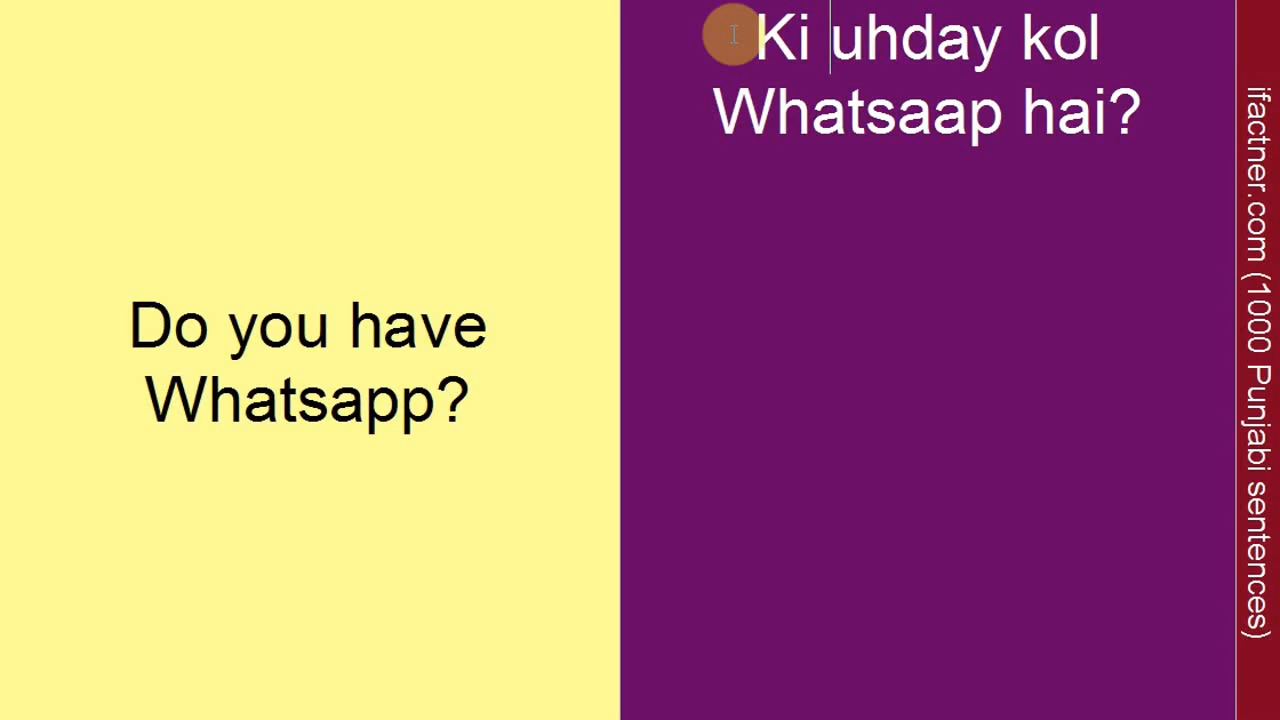 Do you have
Whatsapp?
Ki uhday kol
Whatsaap hai?
ifactner.com (1000 Punjabi sentences)